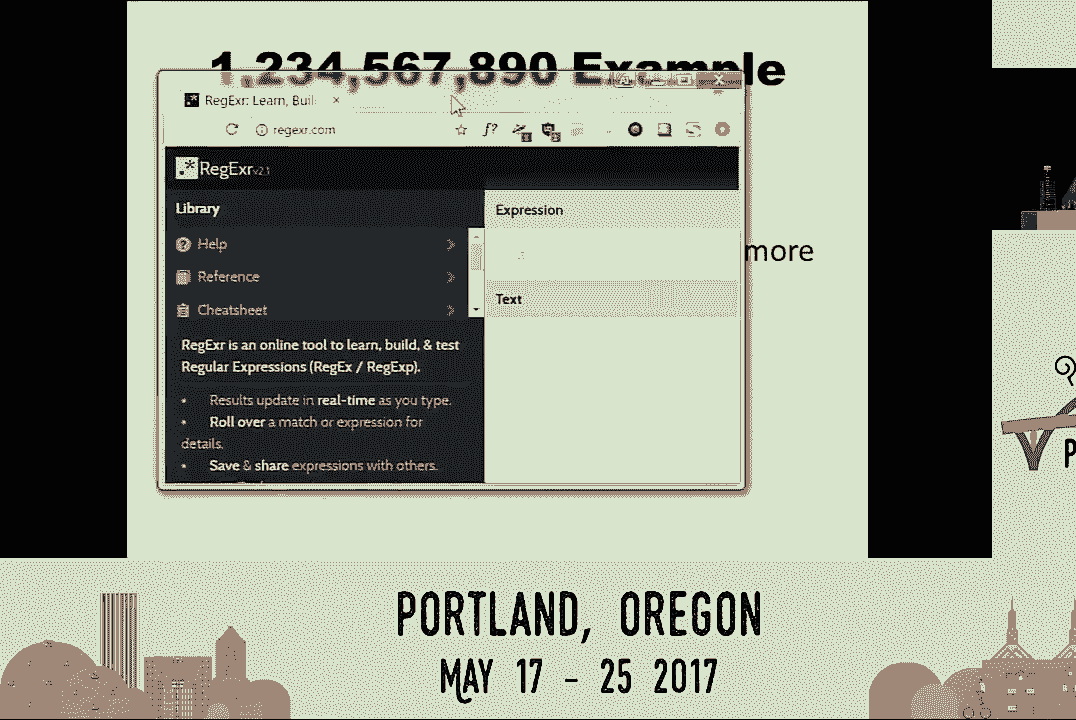 1,234,567,890 Example
RegExr: Learn, Buil
regexr.com
f?
RegExr v2.1
Library
Expression
Help
more
Reference
Text
Cheatsheet
RegExr is an online tool to learn, build, & test
Regular Expressions (RegEx / RegExp).
• Results update in real-time as you type.
• Roll over a match or expression for
details.
• Save & share expressions with others.
P
PORTLAND, OREGON
MAY 17 - 25 2017